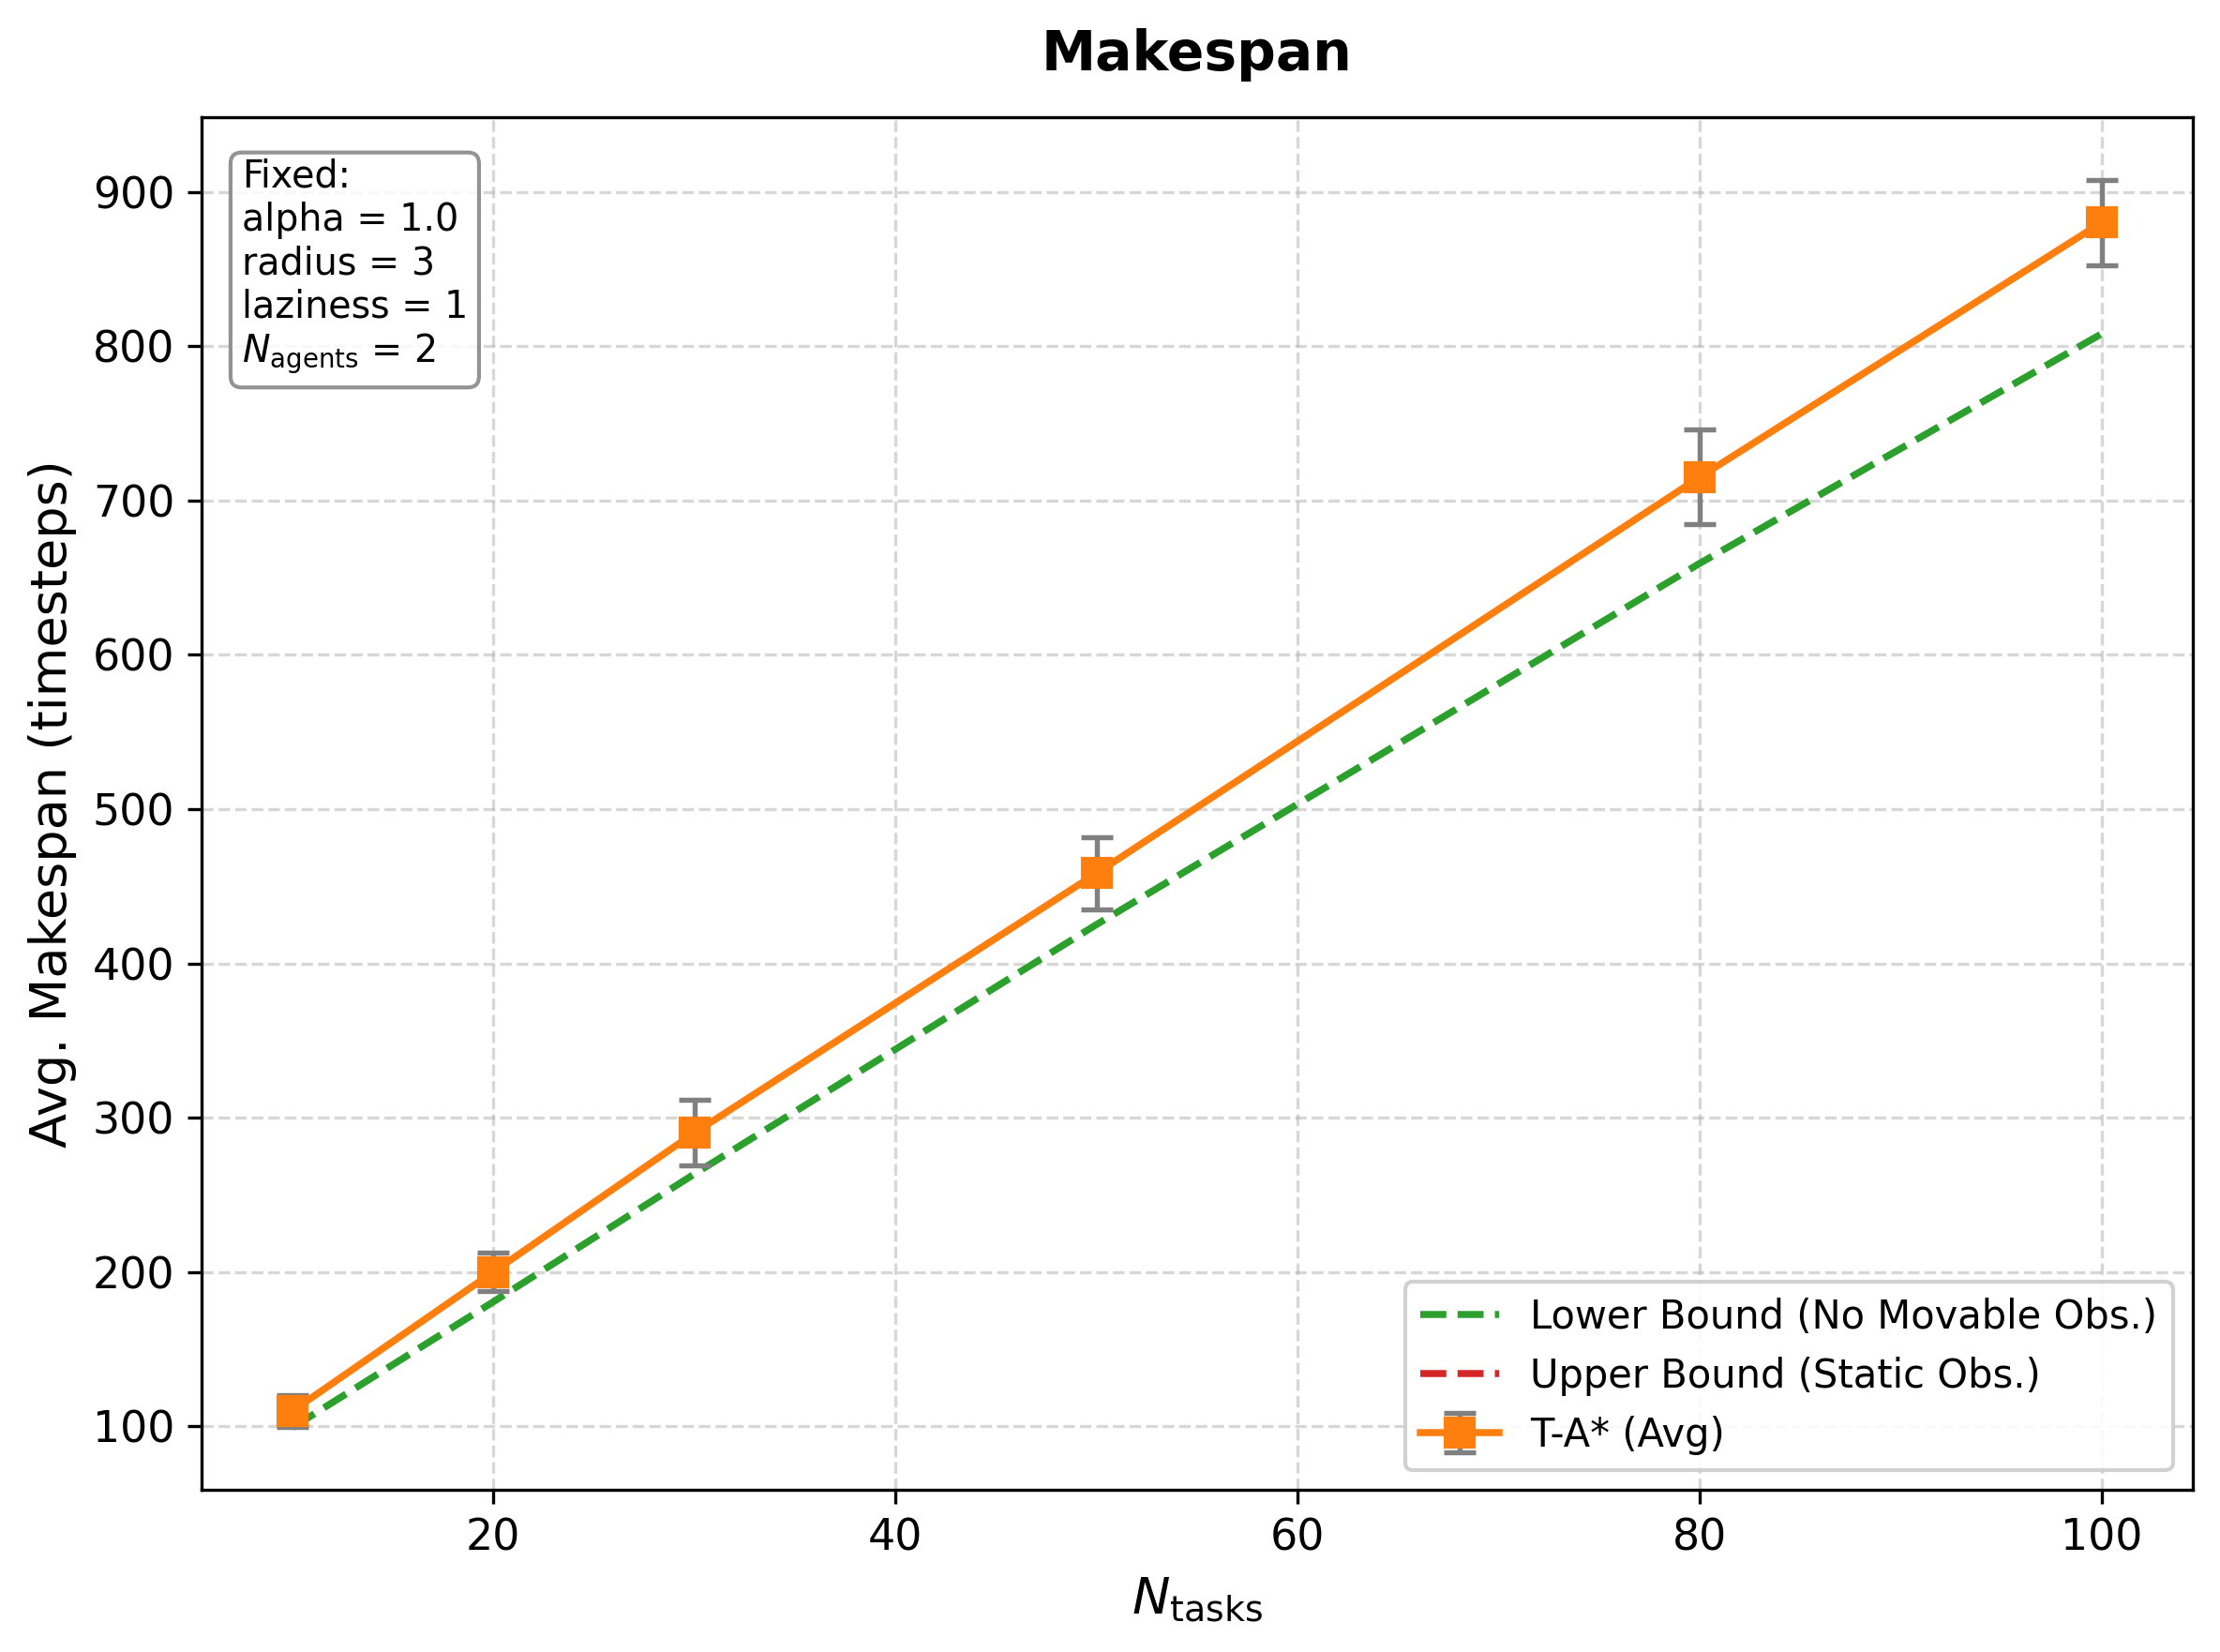 Makespan
Fixed:
alpha = 1.0
radius = 3
laziness = 1
N_agents = 2
900
800
700
600
500
400
300
200
100
Avg. Makespan (timesteps)
Lower Bound (No Movable Obs.)
Upper Bound (Static Obs.)
T-A* (Avg)
20 40 60 80 100
N_tasks